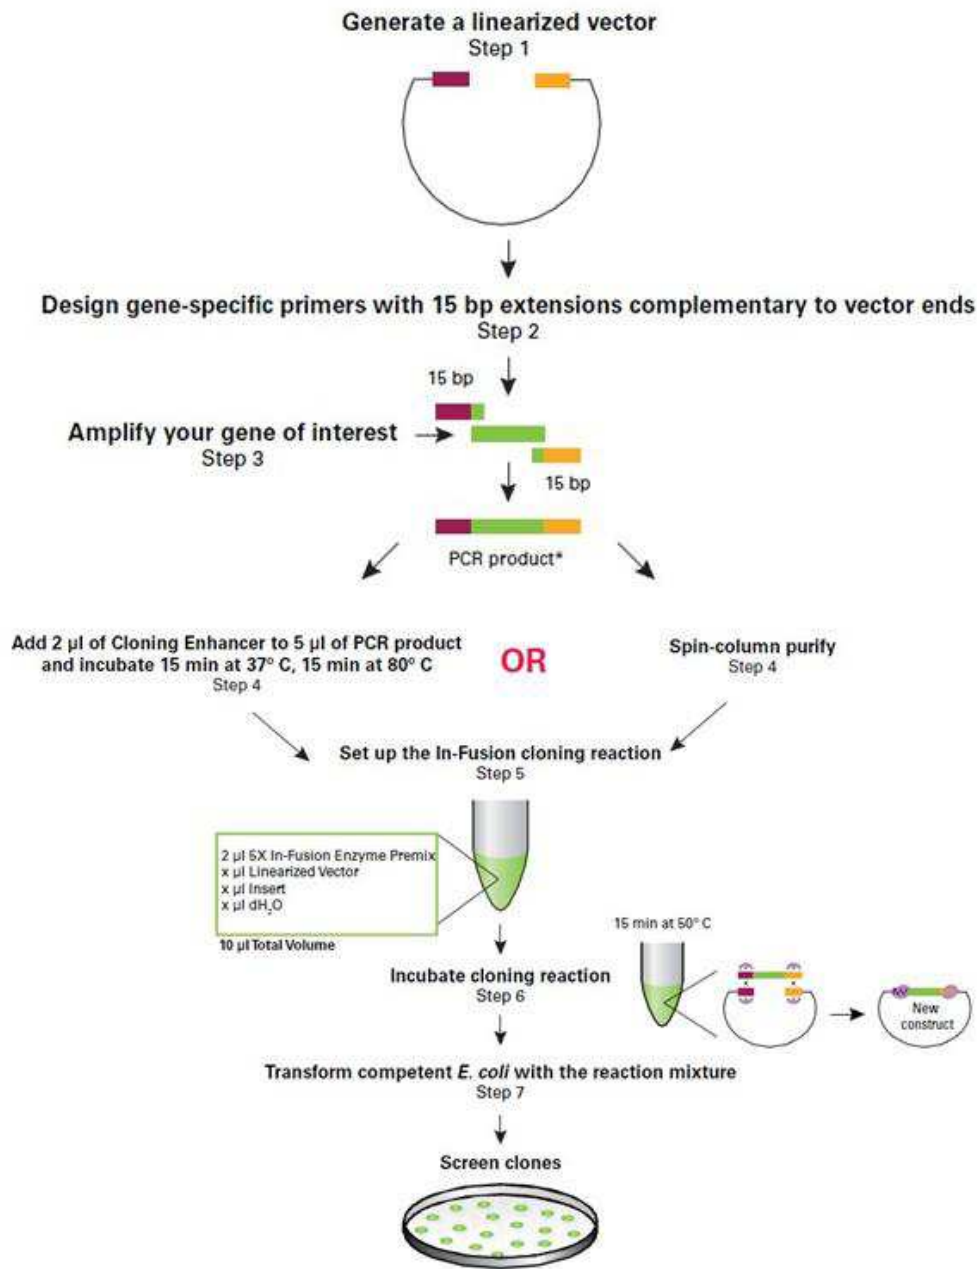 Generate a linearized vector
Step 1
Design gene-specific primers with 15 bp extensions complementary to vector ends
Step 2
15 bp
Amplify your gene of interest
Step 3
15 bp
PCR product*
Add 2 µl of Cloning Enhancer to 5 µl of PCR product
and incubate 15 min at 37° C, 15 min at 80° C
Step 4
OR
Spin-column purify
Step 4
Set up the In-Fusion cloning reaction
Step 5
2 µl 5X In-Fusion Enzyme Premix
x µl Linearized Vector
x µl Insert
x µl dH₂O
10 µl Total Volume
15 min at 50° C
Incubate cloning reaction
Step 6
New
construct
Transform competent E. coli with the reaction mixture
Step 7
Screen clones